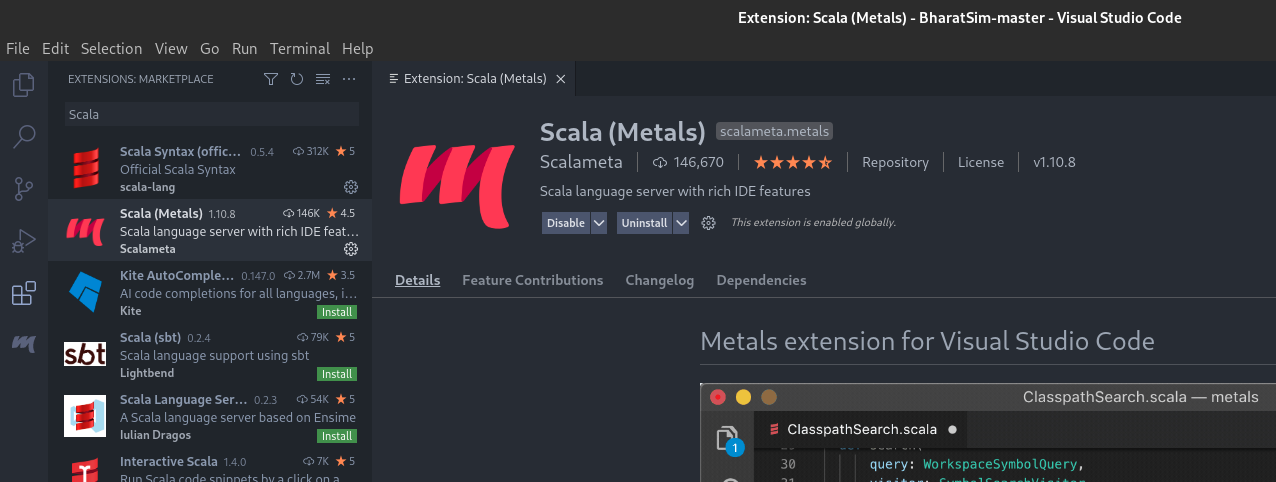 Extension: Scala (Metals) - BharatSim-master - Visual Studio Code
File Edit Selection View Go Run Terminal Help
EXTENSIONS: MARKETPLACE
Scala
Scala Syntax (offic... 0.5.4 312K 5
Official Scala Syntax
scala-lang
Scala (Metals) 1.10.8 146K 4.5
Scala language server with rich IDE feat...
Scalameta
Kite AutoComple... 0.147.0 2.7M 3.5
AI code completions for all languages, i...
Kite Install
Scala (sbt) 0.2.4 79K 5
sbt
Scala language support using sbt
Lightbend Install
Scala Language Ser... 0.2.3 54K 5
A Scala language server based on Ensime
Iulian Dragos Install
Interactive Scala 1.4.0 7K 5
Run Scala code snippets by a click on a
Extension: Scala (Metals)
Scala (Metals) scalameta.metals
Scalameta 146,670 Repository License v1.10.8
Scala language server with rich IDE features
Disable Uninstall This extension is enabled globally.
Details Feature Contributions Changelog Dependencies
Metals extension for Visual Studio Code
ClasspathSearch.scala — metals
ClasspathSearch.scala
1
30 query: WorkspaceSymbolQuery,